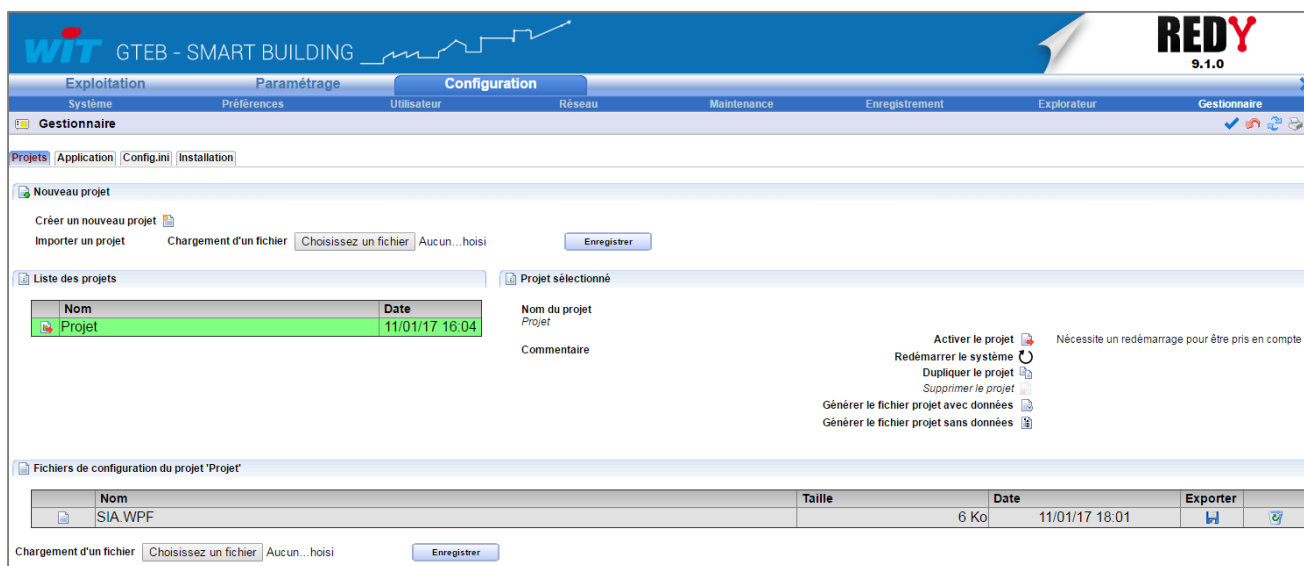 WIT GTEB - SMART BUILDING REDY
9.1.0
Exploitation Paramétrage Configuration
Système Préférences Utilisateur Réseau Maintenance Enregistrement Explorateur Gestionnaire
Gestionnaire
Projets Application Config.ini Installation
Nouveau projet
Créer un nouveau projet
Importer un projet Chargement d'un fichier Choisissez un fichier Aucun...hoisi Enregistrer
Liste des projets Projet sélectionné
Nom Date
Projet 11/01/17 16:04
Nom du projet
Projet
Commentaire
Activer le projet Nécessite un redémarrage pour être pris en compte
Redémarrer le système
Dupliquer le projet
Supprimer le projet
Générer le fichier projet avec données
Générer le fichier projet sans données
Fichiers de configuration du projet 'Projet'
Nom Taille Date Exporter
SIA.WPF 6 Ko 11/01/17 18:01
Chargement d'un fichier Choisissez un fichier Aucun...hoisi Enregistrer